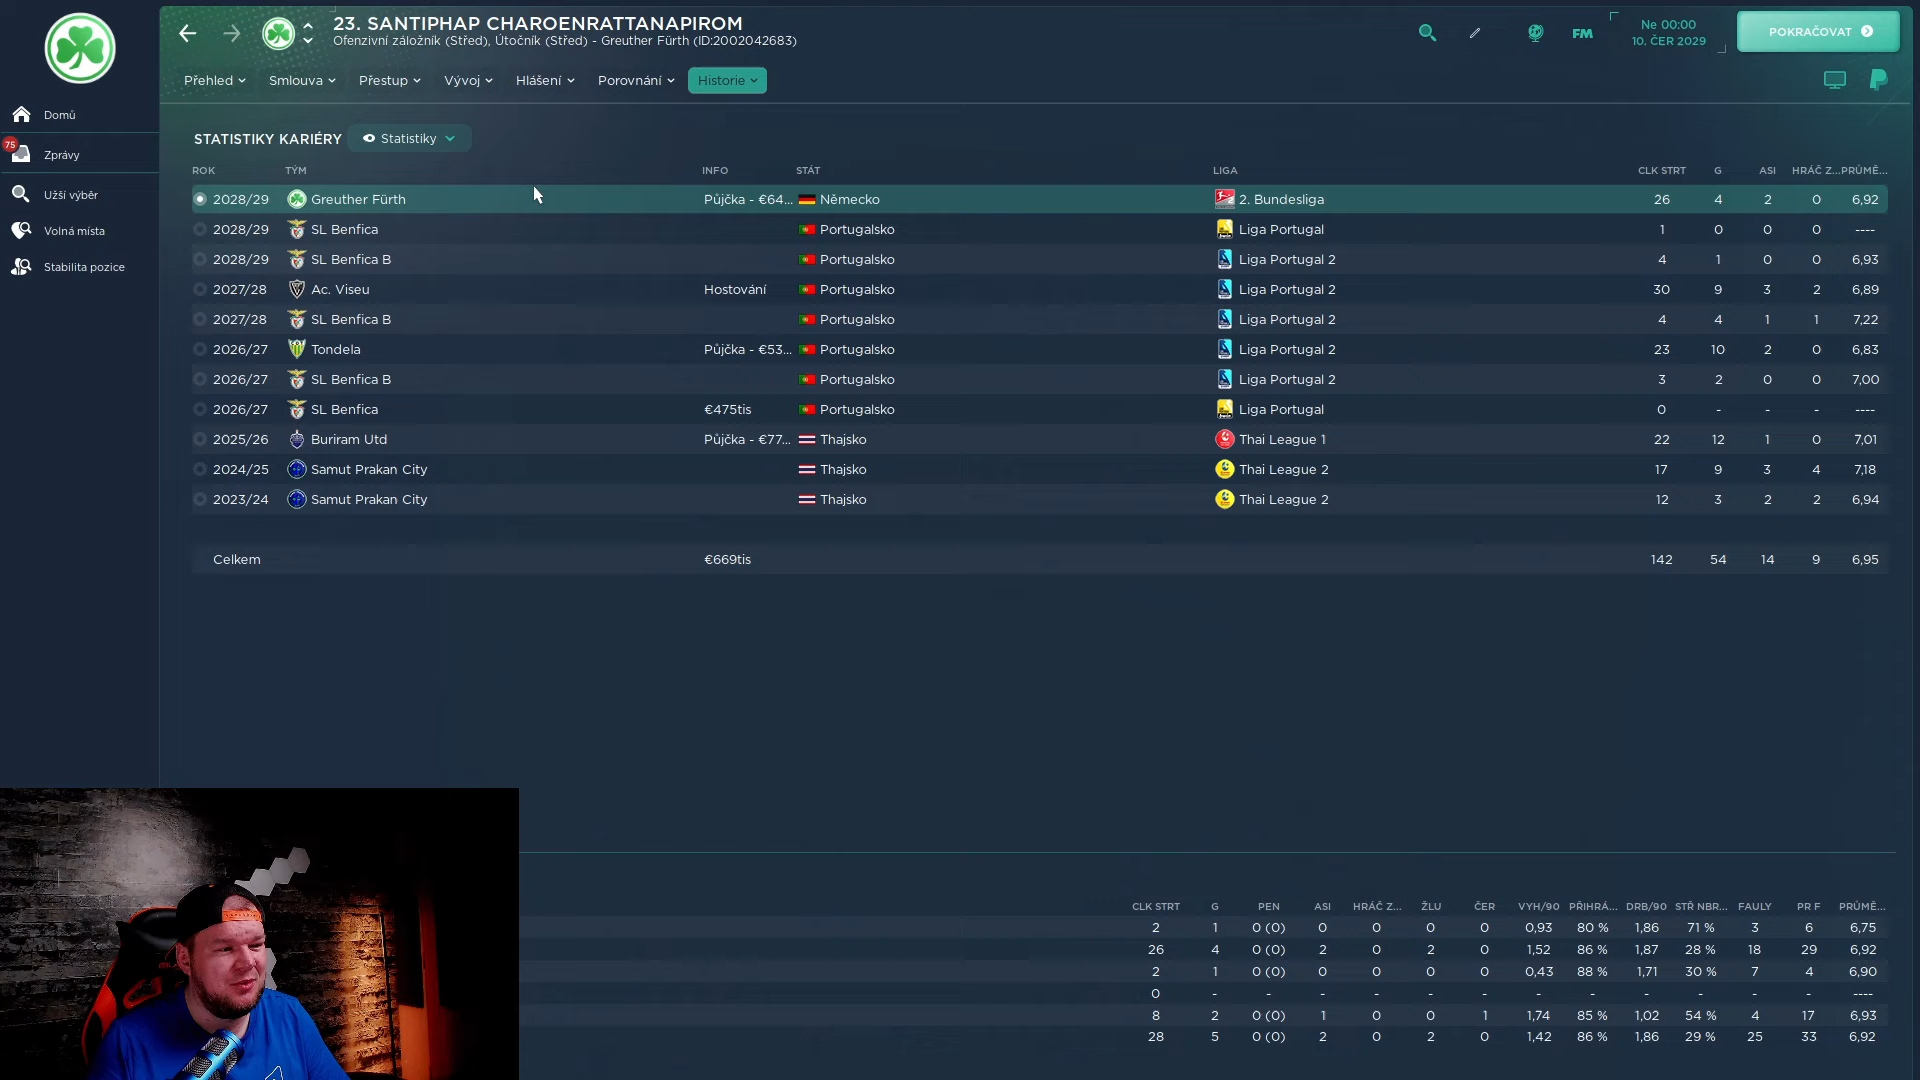 23. SANTIPHAP CHAROENRATTANAPIROM
Ofenzivní záložník (Střed), Útočník (Střed) - Greuther Fürth (ID:2002042683)
FM
Ne 00:00
10. ČER 2029
POKRAČOVAT
Přehled Smlouva Přestup Vývoj Hlášení Porovnání Historie
Domů
75
Zprávy
Užší výběr
Volná místa
Stabilita pozice
STATISTIKY KARIÉRY Statistiky
ROK TÝM INFO STÁT LIGA CLK STRT G ASI HRÁČ Z... PRŮMĚ...
2028/29 Greuther Fürth Půjčka - €64... Německo 2. Bundesliga 26 4 2 0 6,92
2028/29 SL Benfica Portugalsko Liga Portugal 1 0 0 0 ----
2028/29 SL Benfica B Portugalsko Liga Portugal 2 4 1 0 0 6,93
2027/28 Ac. Viseu Hostování Portugalsko Liga Portugal 2 30 9 3 2 6,89
2027/28 SL Benfica B Portugalsko Liga Portugal 2 4 4 1 1 7,22
2026/27 Tondela Půjčka - €53... Portugalsko Liga Portugal 2 23 10 2 0 6,83
2026/27 SL Benfica B Portugalsko Liga Portugal 2 3 2 0 0 7,00
2026/27 SL Benfica €475tis Portugalsko Liga Portugal 0 - - - ----
2025/26 Buriram Utd Půjčka - €77... Thajsko Thai League 1 22 12 1 0 7,01
2024/25 Samut Prakan City Thajsko Thai League 2 17 9 3 4 7,18
2023/24 Samut Prakan City Thajsko Thai League 2 12 3 2 2 6,94
Celkem €669tis 142 54 14 9 6,95
CLK STRT G PEN ASI HRÁČ Z... ŽLU ČER VYH/90 PŘIHRÁ... DRB/90 STŘ NBR... FAULY PR F PRŮMĚ...
2 1 0 (0) 0 0 0 0 0,93 80 % 1,86 71 % 3 6 6,75
26 4 0 (0) 2 0 2 0 1,52 86 % 1,87 28 % 18 29 6,92
2 1 0 (0) 0 0 0 0 0,43 88 % 1,71 30 % 7 4 6,90
0 - - - - - - - - - - - - ----
8 2 0 (0) 1 0 0 1 1,74 85 % 1,02 54 % 4 17 6,93
28 5 0 (0) 2 0 2 0 1,42 86 % 1,86 29 % 25 33 6,92